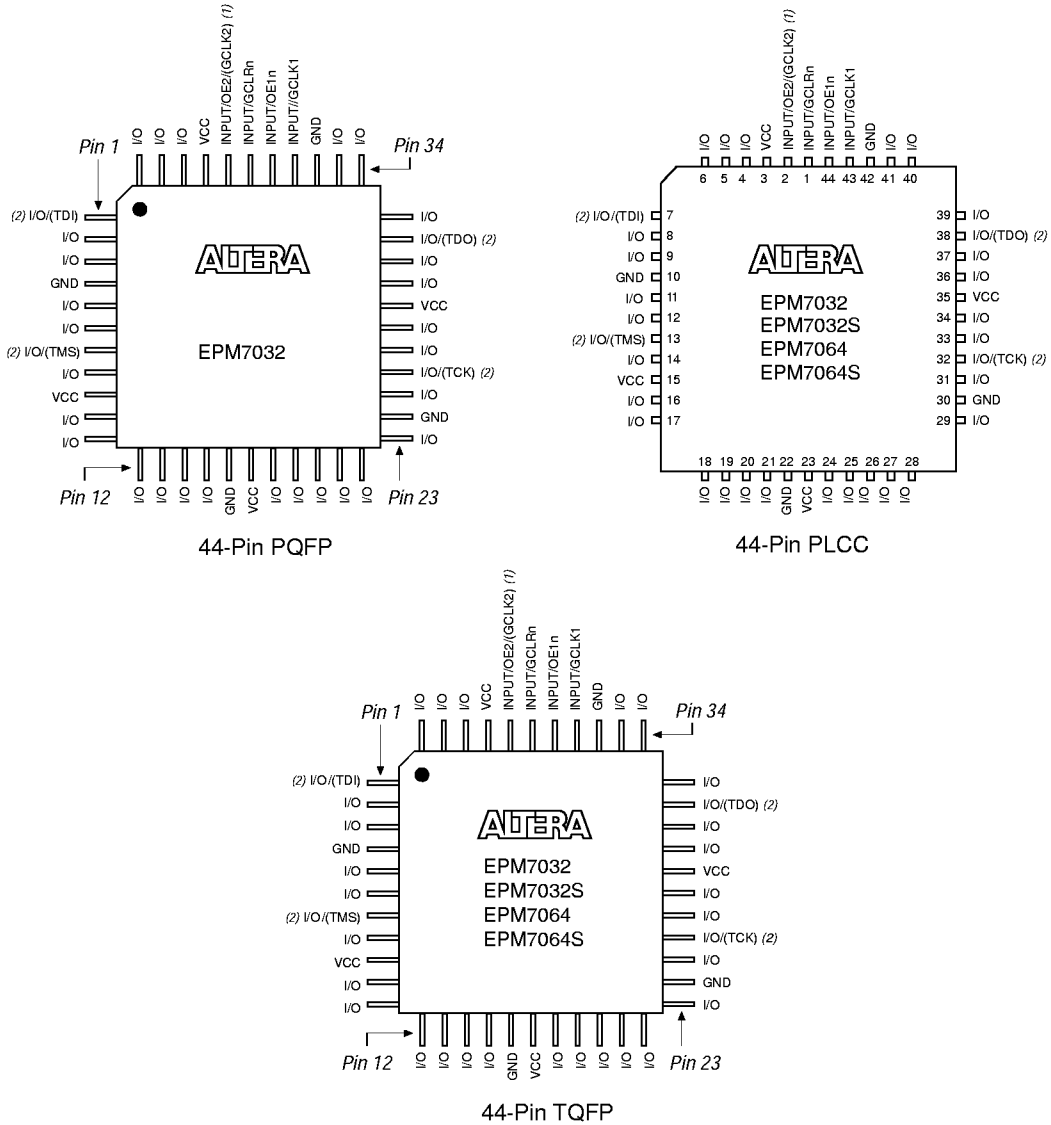 I/O
I/O
I/O
VCC
INPUT/OE2/(GCLK2) (1)
INPUT/GCLRn
INPUT/OE1n
INPUT//GCLK1
GND
I/O
I/O
Pin 1
Pin 34
(2) I/O/(TDI)
I/O
I/O
GND
I/O
I/O
(2) I/O/(TMS)
I/O
VCC
I/O
I/O
ALTERA
EPM7032
I/O
I/O/(TDO) (2)
I/O
I/O
VCC
I/O
I/O
I/O/(TCK) (2)
I/O
GND
I/O
Pin 12
Pin 23
I/O
I/O
I/O
I/O
GND
VCC
I/O
I/O
I/O
I/O
I/O
44-Pin PQFP
I/O
I/O
I/O
VCC
INPUT/OE2/(GCLK2) (1)
INPUT/GCLRn
INPUT/OE1n
INPUT/GCLK1
GND
I/O
I/O
6 5 4 3 2 1 44 43 42 41 40
(2) I/O/(TDI) 7
I/O 8
I/O 9
GND 10
I/O 11
I/O 12
(2) I/O/(TMS) 13
I/O 14
VCC 15
I/O 16
I/O 17
ALTERA
EPM7032
EPM7032S
EPM7064
EPM7064S
39 I/O
38 I/O/(TDO) (2)
37 I/O
36 I/O
35 VCC
34 I/O
33 I/O
32 I/O/(TCK) (2)
31 I/O
30 GND
29 I/O
18 19 20 21 22 23 24 25 26 27 28
I/O
I/O
I/O
I/O
GND
VCC
I/O
I/O
I/O
I/O
I/O
44-Pin PLCC
I/O
I/O
I/O
VCC
INPUT/OE2/(GCLK2) (1)
INPUT/GCLRn
INPUT/OE1n
INPUT/GCLK1
GND
I/O
I/O
Pin 1
Pin 34
(2) I/O/(TDI)
I/O
I/O
GND
I/O
I/O
(2) I/O/(TMS)
I/O
VCC
I/O
I/O
ALTERA
EPM7032
EPM7032S
EPM7064
EPM7064S
I/O
I/O/(TDO) (2)
I/O
I/O
VCC
I/O
I/O
I/O/(TCK) (2)
I/O
GND
I/O
Pin 12
Pin 23
I/O
I/O
I/O
I/O
GND
VCC
I/O
I/O
I/O
I/O
I/O
44-Pin TQFP